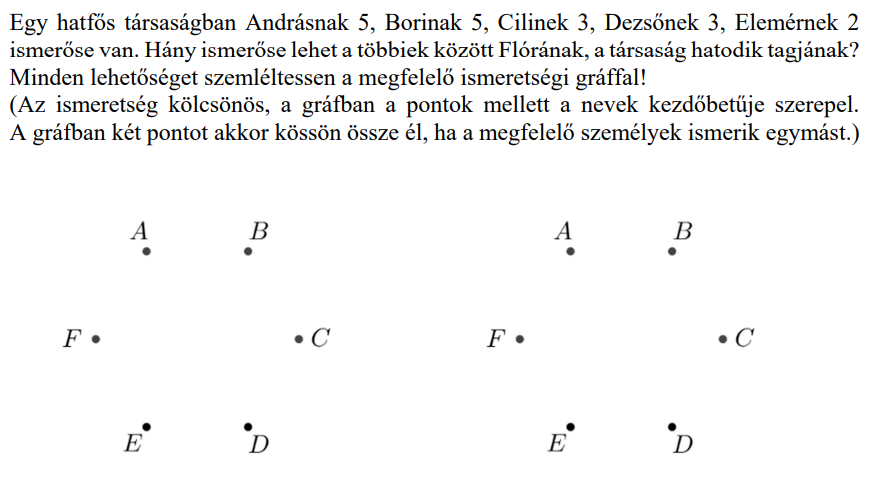 Egy hatfős társaságban Andrásnak 5, Borinak 5, Cilinek 3, Dezsőnek 3, Elemérnek 2
ismerőse van. Hány ismerőse lehet a többiek között Flórának, a társaság hatodik tagjának?
Minden lehetőséget szemléltessen a megfelelő ismeretségi gráffal!
(Az ismeretség kölcsönös, a gráfban a pontok mellett a nevek kezdőbetűje szerepel.
A gráfban két pontot akkor kössön össze él, ha a megfelelő személyek ismerik egymást.)
A B A B
F C F C
E D E D